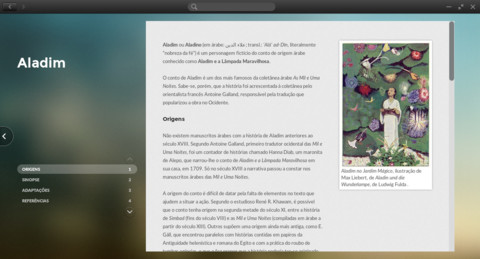 Aladim
ORIGENS 1
SINOPSE 2
ADAPTAÇÕES 3
REFERÊNCIAS 4
Aladim ou Aladino (em árabe: علاء الدين ; transl.: 'Alā' ad-Dīn, literalmente
"nobreza da fé") é um personagem fictício do conto de origem árabe
conhecido como Aladim e a Lâmpada Maravilhosa.
O conto de Aladim é um dos mais famosos da coletânea árabe As Mil e Uma
Noites. Sabe-se, porém, que a história foi acrescentada à coletânea pelo
orientalista francês Antoine Galland, responsável pela tradução que
popularizou a obra no Ocidente.
Origens
Não existem manuscritos árabes com a história de Aladim anteriores ao
século XVIII. Segundo Antoine Galland, primeiro tradutor ocidental das Mil e
Uma Noites, foi um contador de histórias chamado Hanna Diab, um maronita
de Alepo, que narrou-lhe o conto de Aladim e a Lâmpada Maravilhosa em
sua casa, em 1709. Só no século XVIII a narrativa passou a constar nos
manuscritos árabes das Mil e Uma Noites.
A origem do conto é difícil de datar pela falta de elementos no texto que
ajudem a situar a ação. Segundo o estudioso René R. Khawam, é possível
que o conto tenha origem na segunda metade do século XI, entre a história
de Simbad (fins do século VIII) e as Mil e Uma Noites (compiladas em árabe a
partir do século XIII). Outros supõem uma origem ainda mais antiga, como E.
Gáll, que encontrou paralelos com histórias contidas em papiros da
Antiguidade helenística e romana do Egito e com a prática do roubo de
Aladim no Jardim Mágico, ilustração de
Max Liebert, de Aladin und die
Wunderlampe, de Ludwig Fulda.